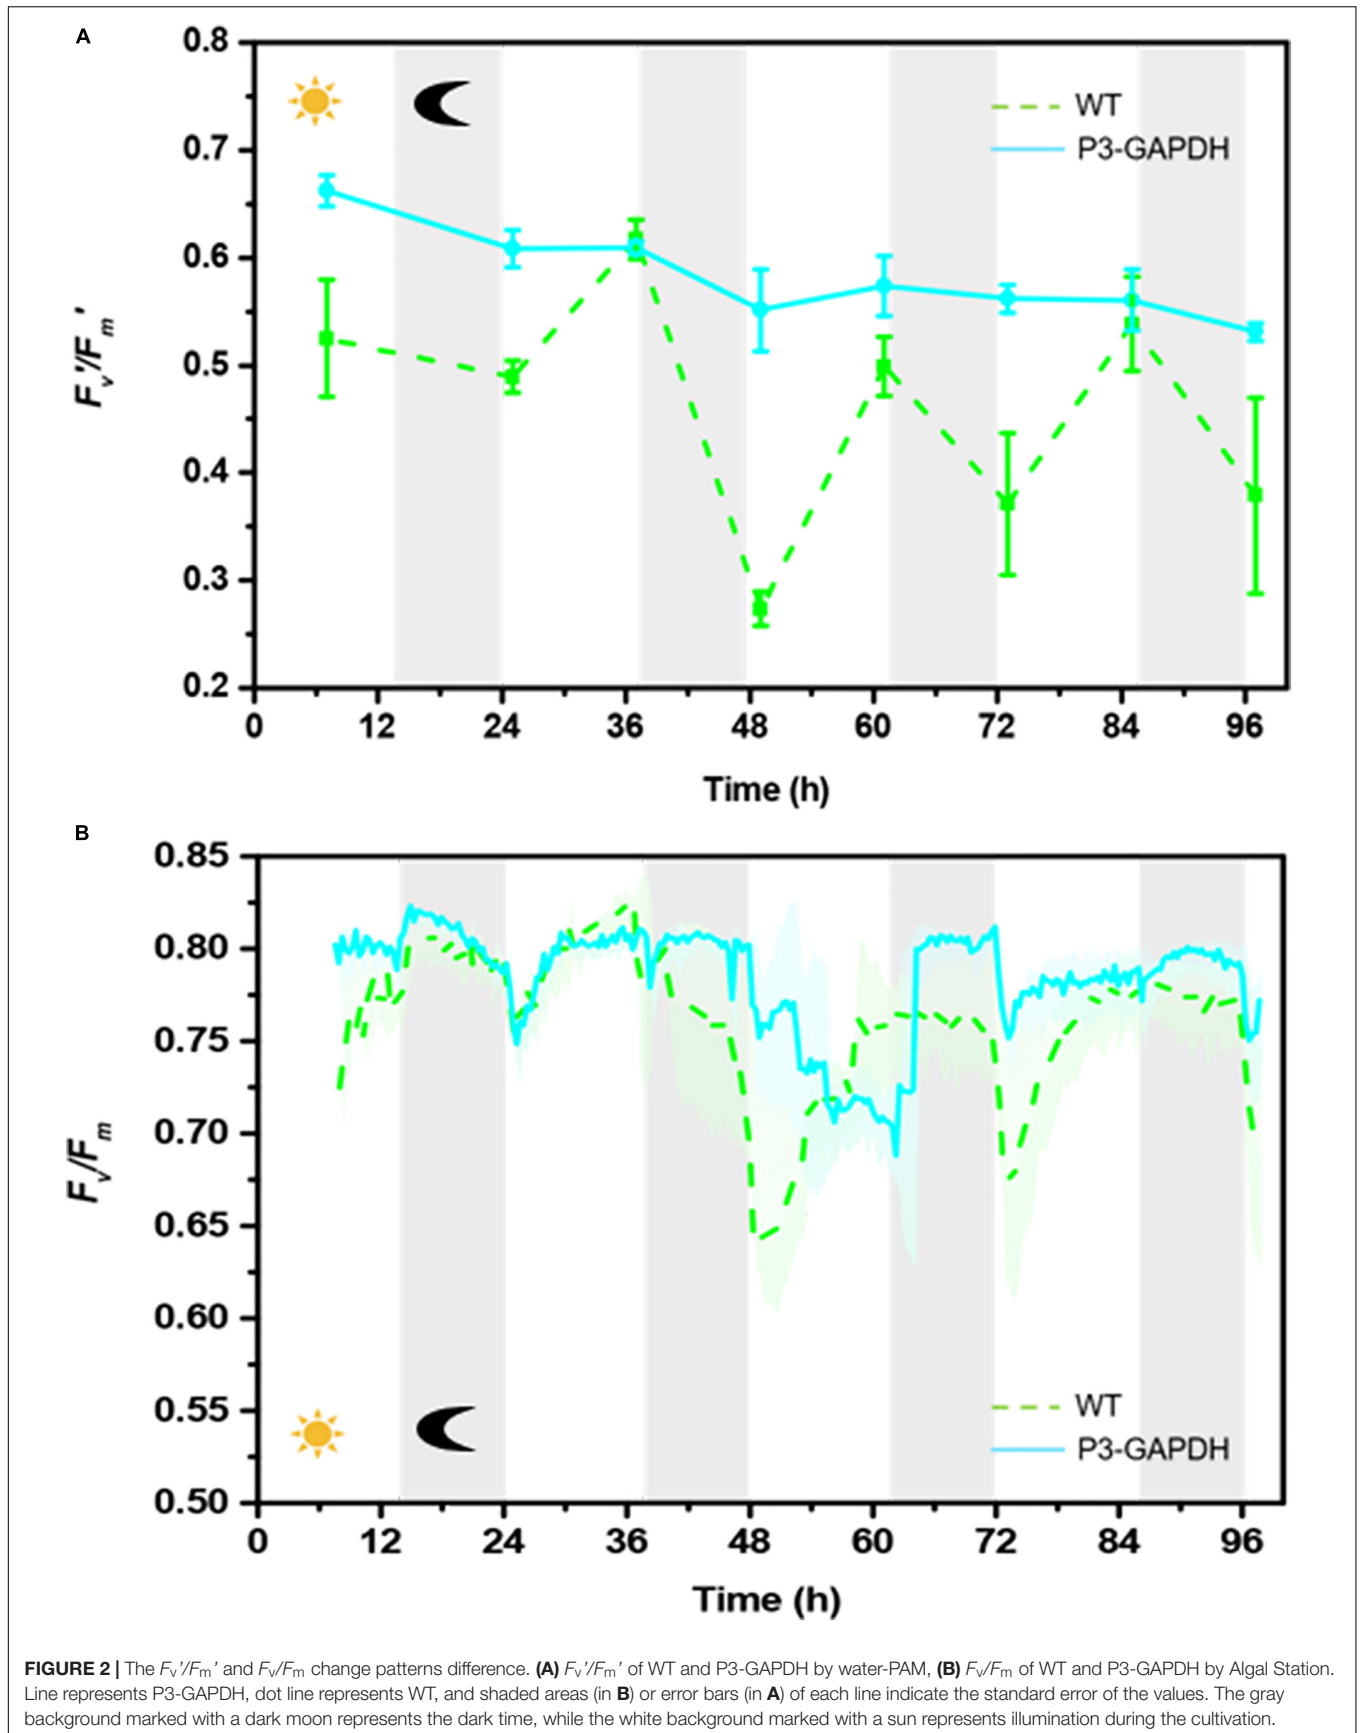 A
0.8
0.7
0.6
0.5
0.4
0.3
0.2
Fv'/Fm'
WT
P3-GAPDH
0 12 24 36 48 60 72 84 96
Time (h)
B
0.85
0.80
0.75
0.70
0.65
0.60
0.55
0.50
Fv/Fm
WT
P3-GAPDH
0 12 24 36 48 60 72 84 96
Time (h)
FIGURE 2 | The Fv'/Fm' and Fv/Fm change patterns difference. (A) Fv'/Fm' of WT and P3-GAPDH by water-PAM, (B) Fv/Fm of WT and P3-GAPDH by Algal Station.
Line represents P3-GAPDH, dot line represents WT, and shaded areas (in B) or error bars (in A) of each line indicate the standard error of the values. The gray
background marked with a dark moon represents the dark time, while the white background marked with a sun represents illumination during the cultivation.